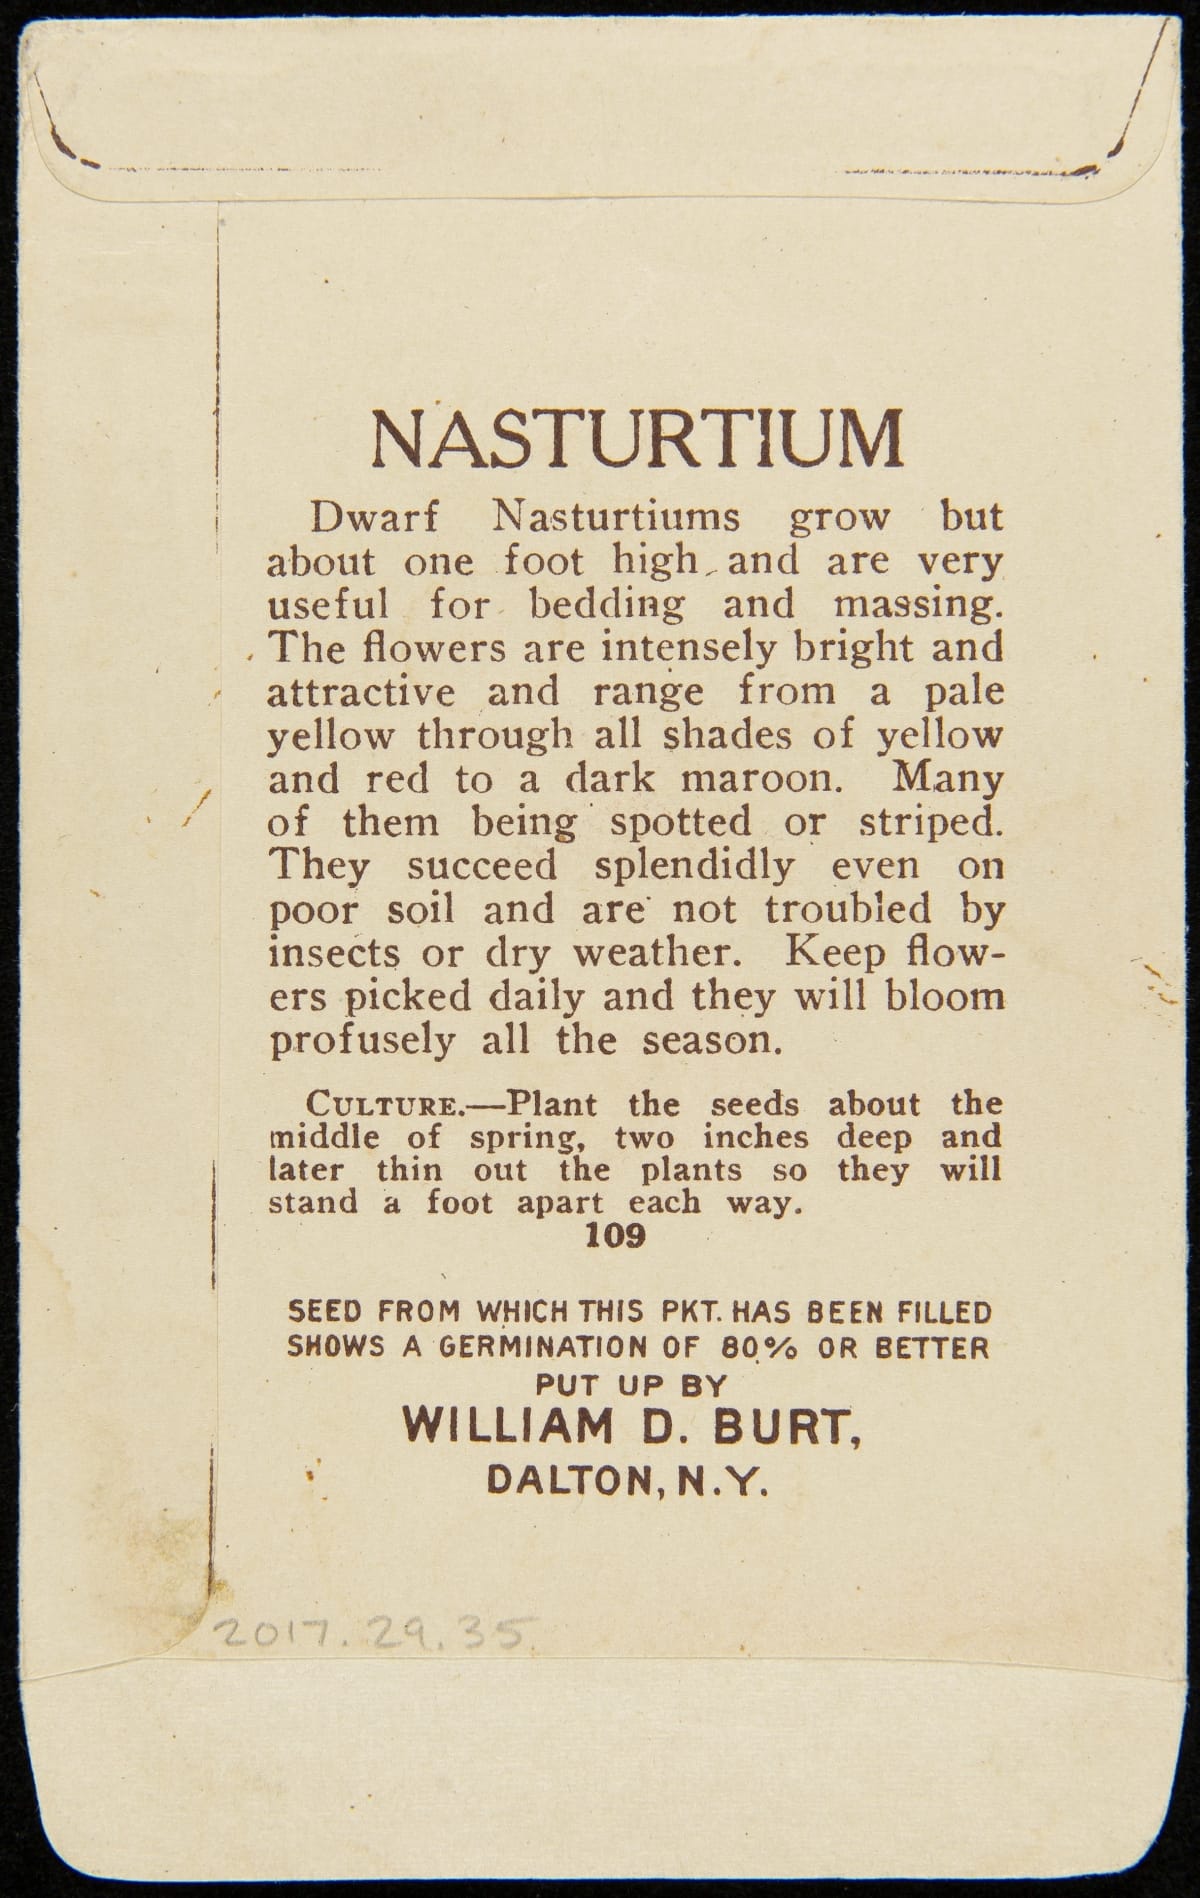 NASTURTIUM
Dwarf Nasturtiums grow but
about one foot high and are very
useful for bedding and massing.
The flowers are intensely bright and
attractive and range from a pale
yellow through all shades of yellow
and red to a dark maroon. Many
of them being spotted or striped.
They succeed splendidly even on
poor soil and are not troubled by
insects or dry weather. Keep flow-
ers picked daily and they will bloom
profusely all the season.
CULTURE.—Plant the seeds about the
middle of spring, two inches deep and
later thin out the plants so they will
stand a foot apart each way.
109
SEED FROM WHICH THIS PKT. HAS BEEN FILLED
SHOWS A GERMINATION OF 80% OR BETTER
PUT UP BY
WILLIAM D. BURT,
DALTON, N.Y.
2017.29.35